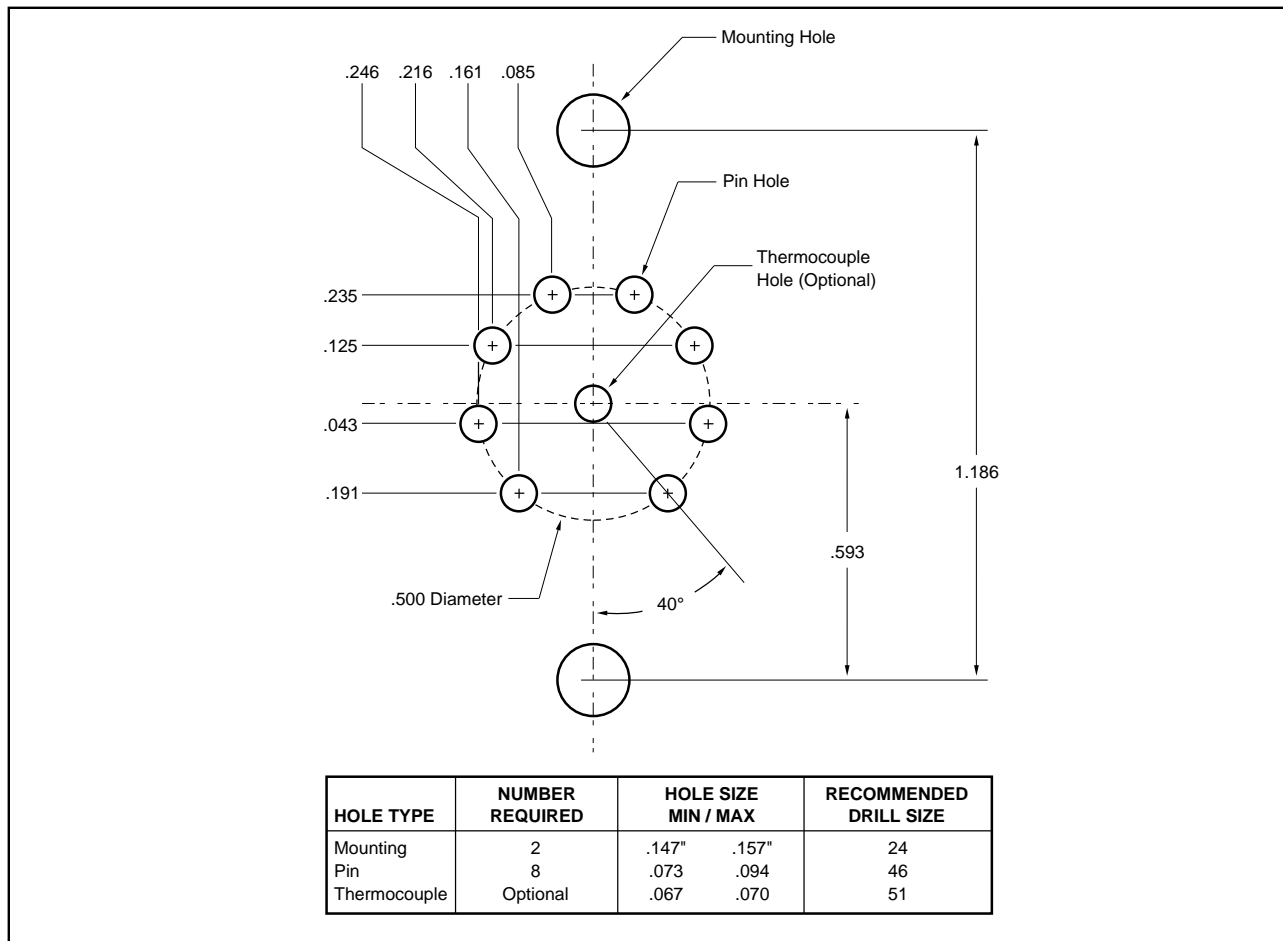 Mounting Hole
.246 .216 .161 .085
Pin Hole
Thermocouple
Hole (Optional)
.235
.125
.043
1.186
.191
.593
.500 Diameter
40°
HOLE TYPE NUMBER REQUIRED HOLE SIZE MIN / MAX RECOMMENDED DRILL SIZE
Mounting 2 .147" .157" 24
Pin 8 .073 .094 46
Thermocouple Optional .067 .070 51